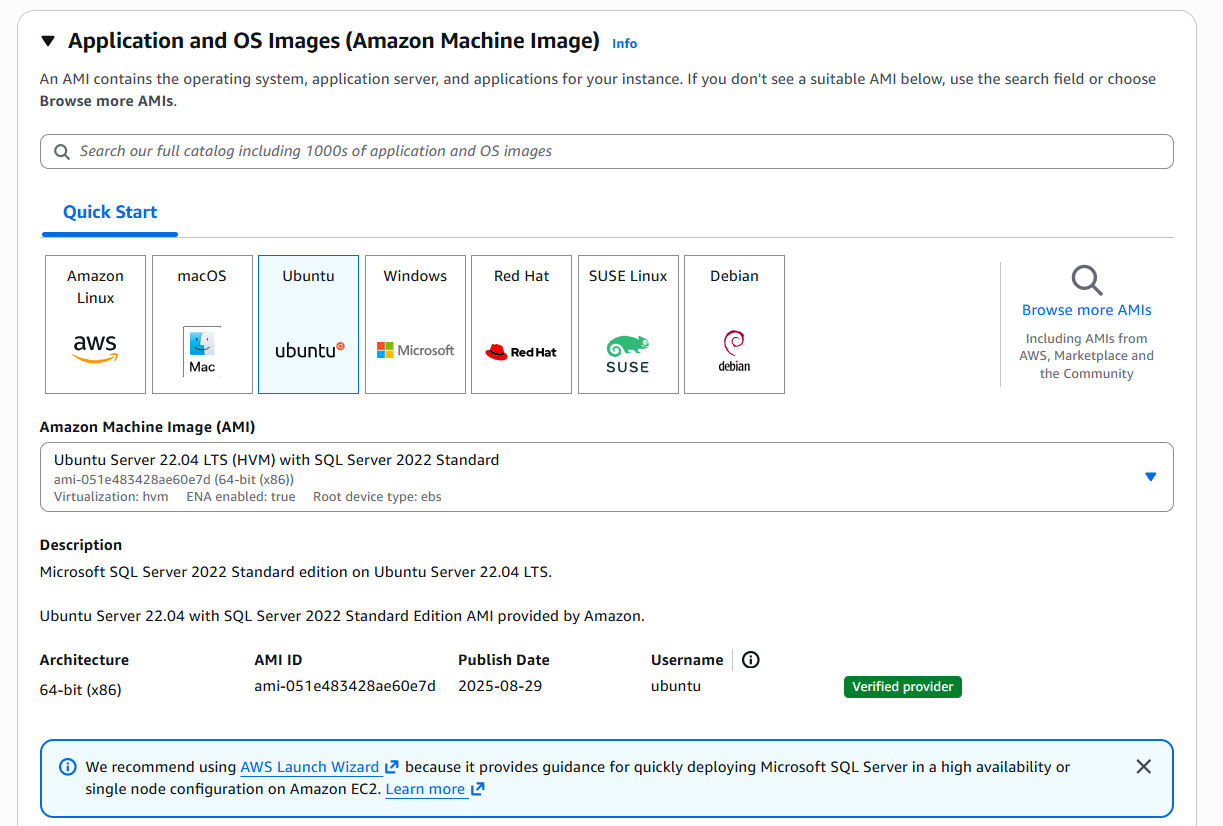 Application and OS Images (Amazon Machine Image) Info
An AMI contains the operating system, application server, and applications for your instance. If you don't see a suitable AMI below, use the search field or choose
Browse more AMIs.
Search our full catalog including 1000s of application and OS images
Quick Start
Amazon
Linux
aws
macOS
Mac
Ubuntu
ubuntu
Windows
Microsoft
Red Hat
Red Hat
SUSE Linux
SUSE
Debian
debian
Browse more AMIs
Including AMIs from
AWS, Marketplace and
the Community
Amazon Machine Image (AMI)
Ubuntu Server 22.04 LTS (HVM) with SQL Server 2022 Standard
ami-051e483428ae60e7d (64-bit (x86))
Virtualization: hvm ENA enabled: true Root device type: ebs
Description
Microsoft SQL Server 2022 Standard edition on Ubuntu Server 22.04 LTS.
Ubuntu Server 22.04 with SQL Server 2022 Standard Edition AMI provided by Amazon.
Architecture AMI ID Publish Date Username
64-bit (x86) ami-051e483428ae60e7d 2025-08-29 ubuntu Verified provider
We recommend using AWS Launch Wizard because it provides guidance for quickly deploying Microsoft SQL Server in a high availability or
single node configuration on Amazon EC2. Learn more